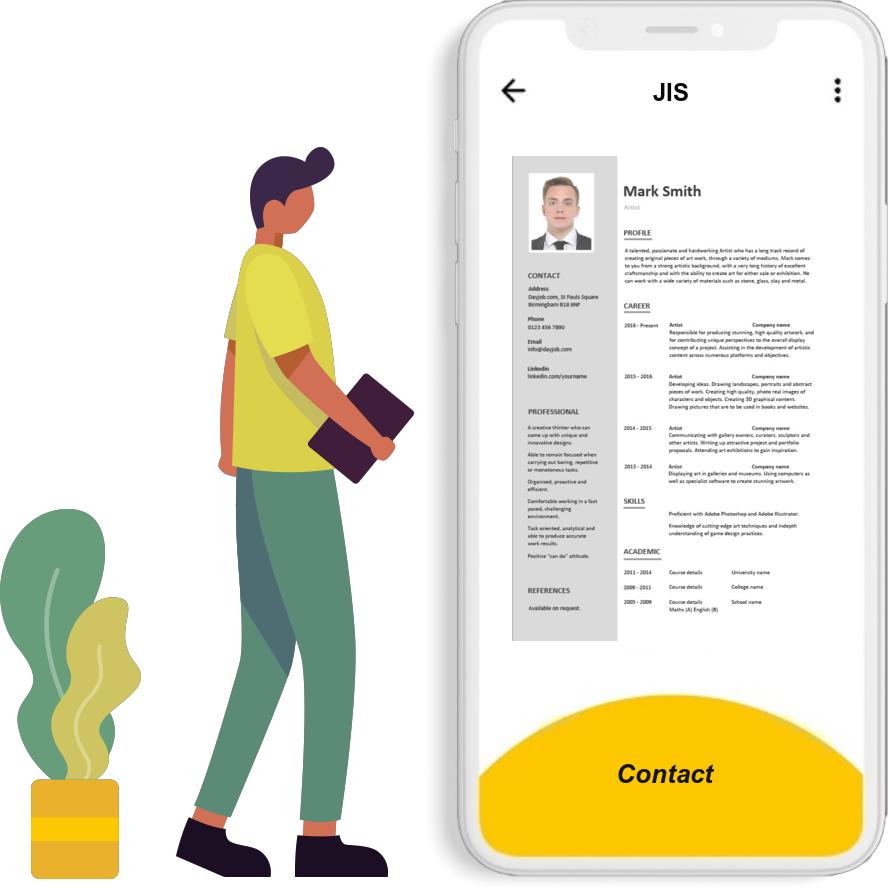 JIS
Mark Smith
Artist
PROFILE
A talented, passionate and hardworking Artist who has a long track record of
creating original pieces of art work, through a variety of mediums. Mark comes
to you from a strong artistic background, with a very long history of excellent
craftsmanship and with the ability to create art for either sale or exhibition. He
can work with a wide variety of materials such as stone, glass, clay and metal.
CONTACT
Address
Dayjob.com, St Pauls Square
Birmingham B18 6NF
Phone
0123 456 7890
Email
info@dayjob.com
Linkedin
linkedin.com/yourname
PROFESSIONAL
A creative thinker who can
come up with unique and
innovative designs.
Able to remain focused when
carrying out boring, repetitive
or monotonous tasks.
Organized, proactive and
efficient.
Comfortable working in a fast
paced, challenging
environment.
Task oriented, analytical and
able to produce accurate
work results.
Positive "can do" attitude.
REFERENCES
Available on request.
CAREER
2016 - Present Artist Company name
Responsible for producing stunning, high quality artwork, and
for contributing unique perspectives to the overall display
concept of a project. Assisting in the development of artistic
content across numerous platforms and objectives.
2015 - 2016 Artist Company name
Developing ideas. Drawing landscapes, portraits and abstract
pieces of work. Creating high quality, photo real images of
characters and objects. Creating 3D graphical content.
Drawing pictures that are to be used in books and websites.
2014 - 2015 Artist Company name
Communicating with gallery owners, curators, sculptors and
other artists. Writing up attractive project and portfolio
proposals. Attending art exhibitions to gain inspiration.
2013 - 2014 Artist Company name
Displaying art in galleries and museums. Using computers as
well as specialist software to create stunning artwork.
SKILLS
Proficient with Adobe Photoshop and Adobe Illustrator.
Knowledge of cutting-edge art techniques and indepth
understanding of game design practices.
ACADEMIC
2011 - 2014 Course details University name
2009 - 2011 Course details College name
2005 - 2009 Course details School name
Maths (A) English (B)
Contact